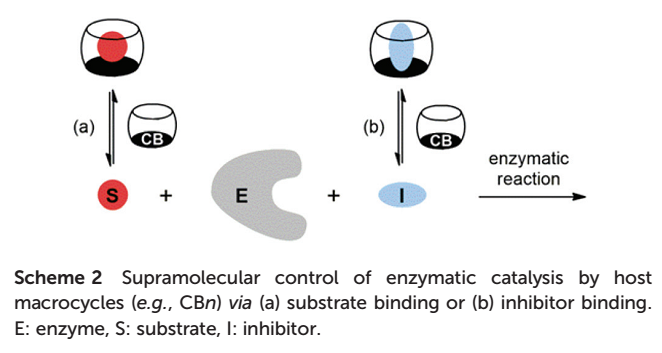 (a)
CB
(b)
CB
enzymatic
reaction
S + E + I
Scheme 2 Supramolecular control of enzymatic catalysis by host
macrocycles (e.g., CBn) via (a) substrate binding or (b) inhibitor binding.
E: enzyme, S: substrate, I: inhibitor.